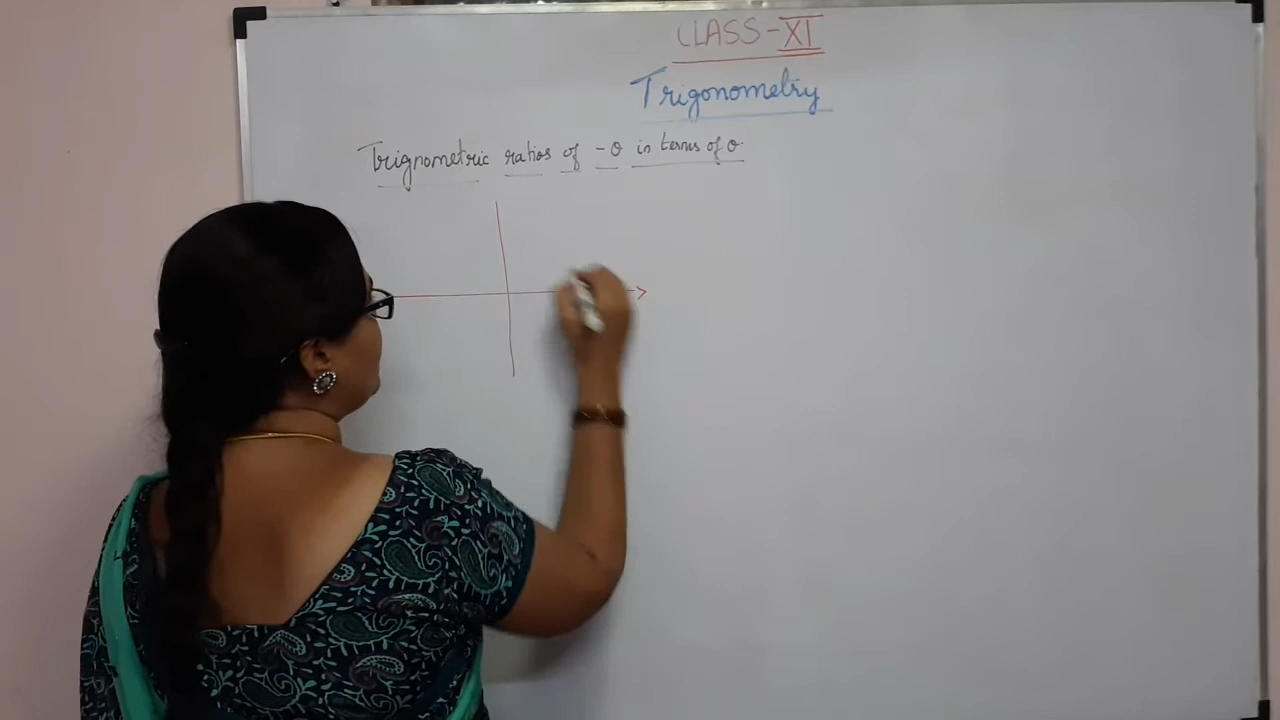 CLASS-XI
Trigonometry
Trignometric ratios of -θ in terms of θ.